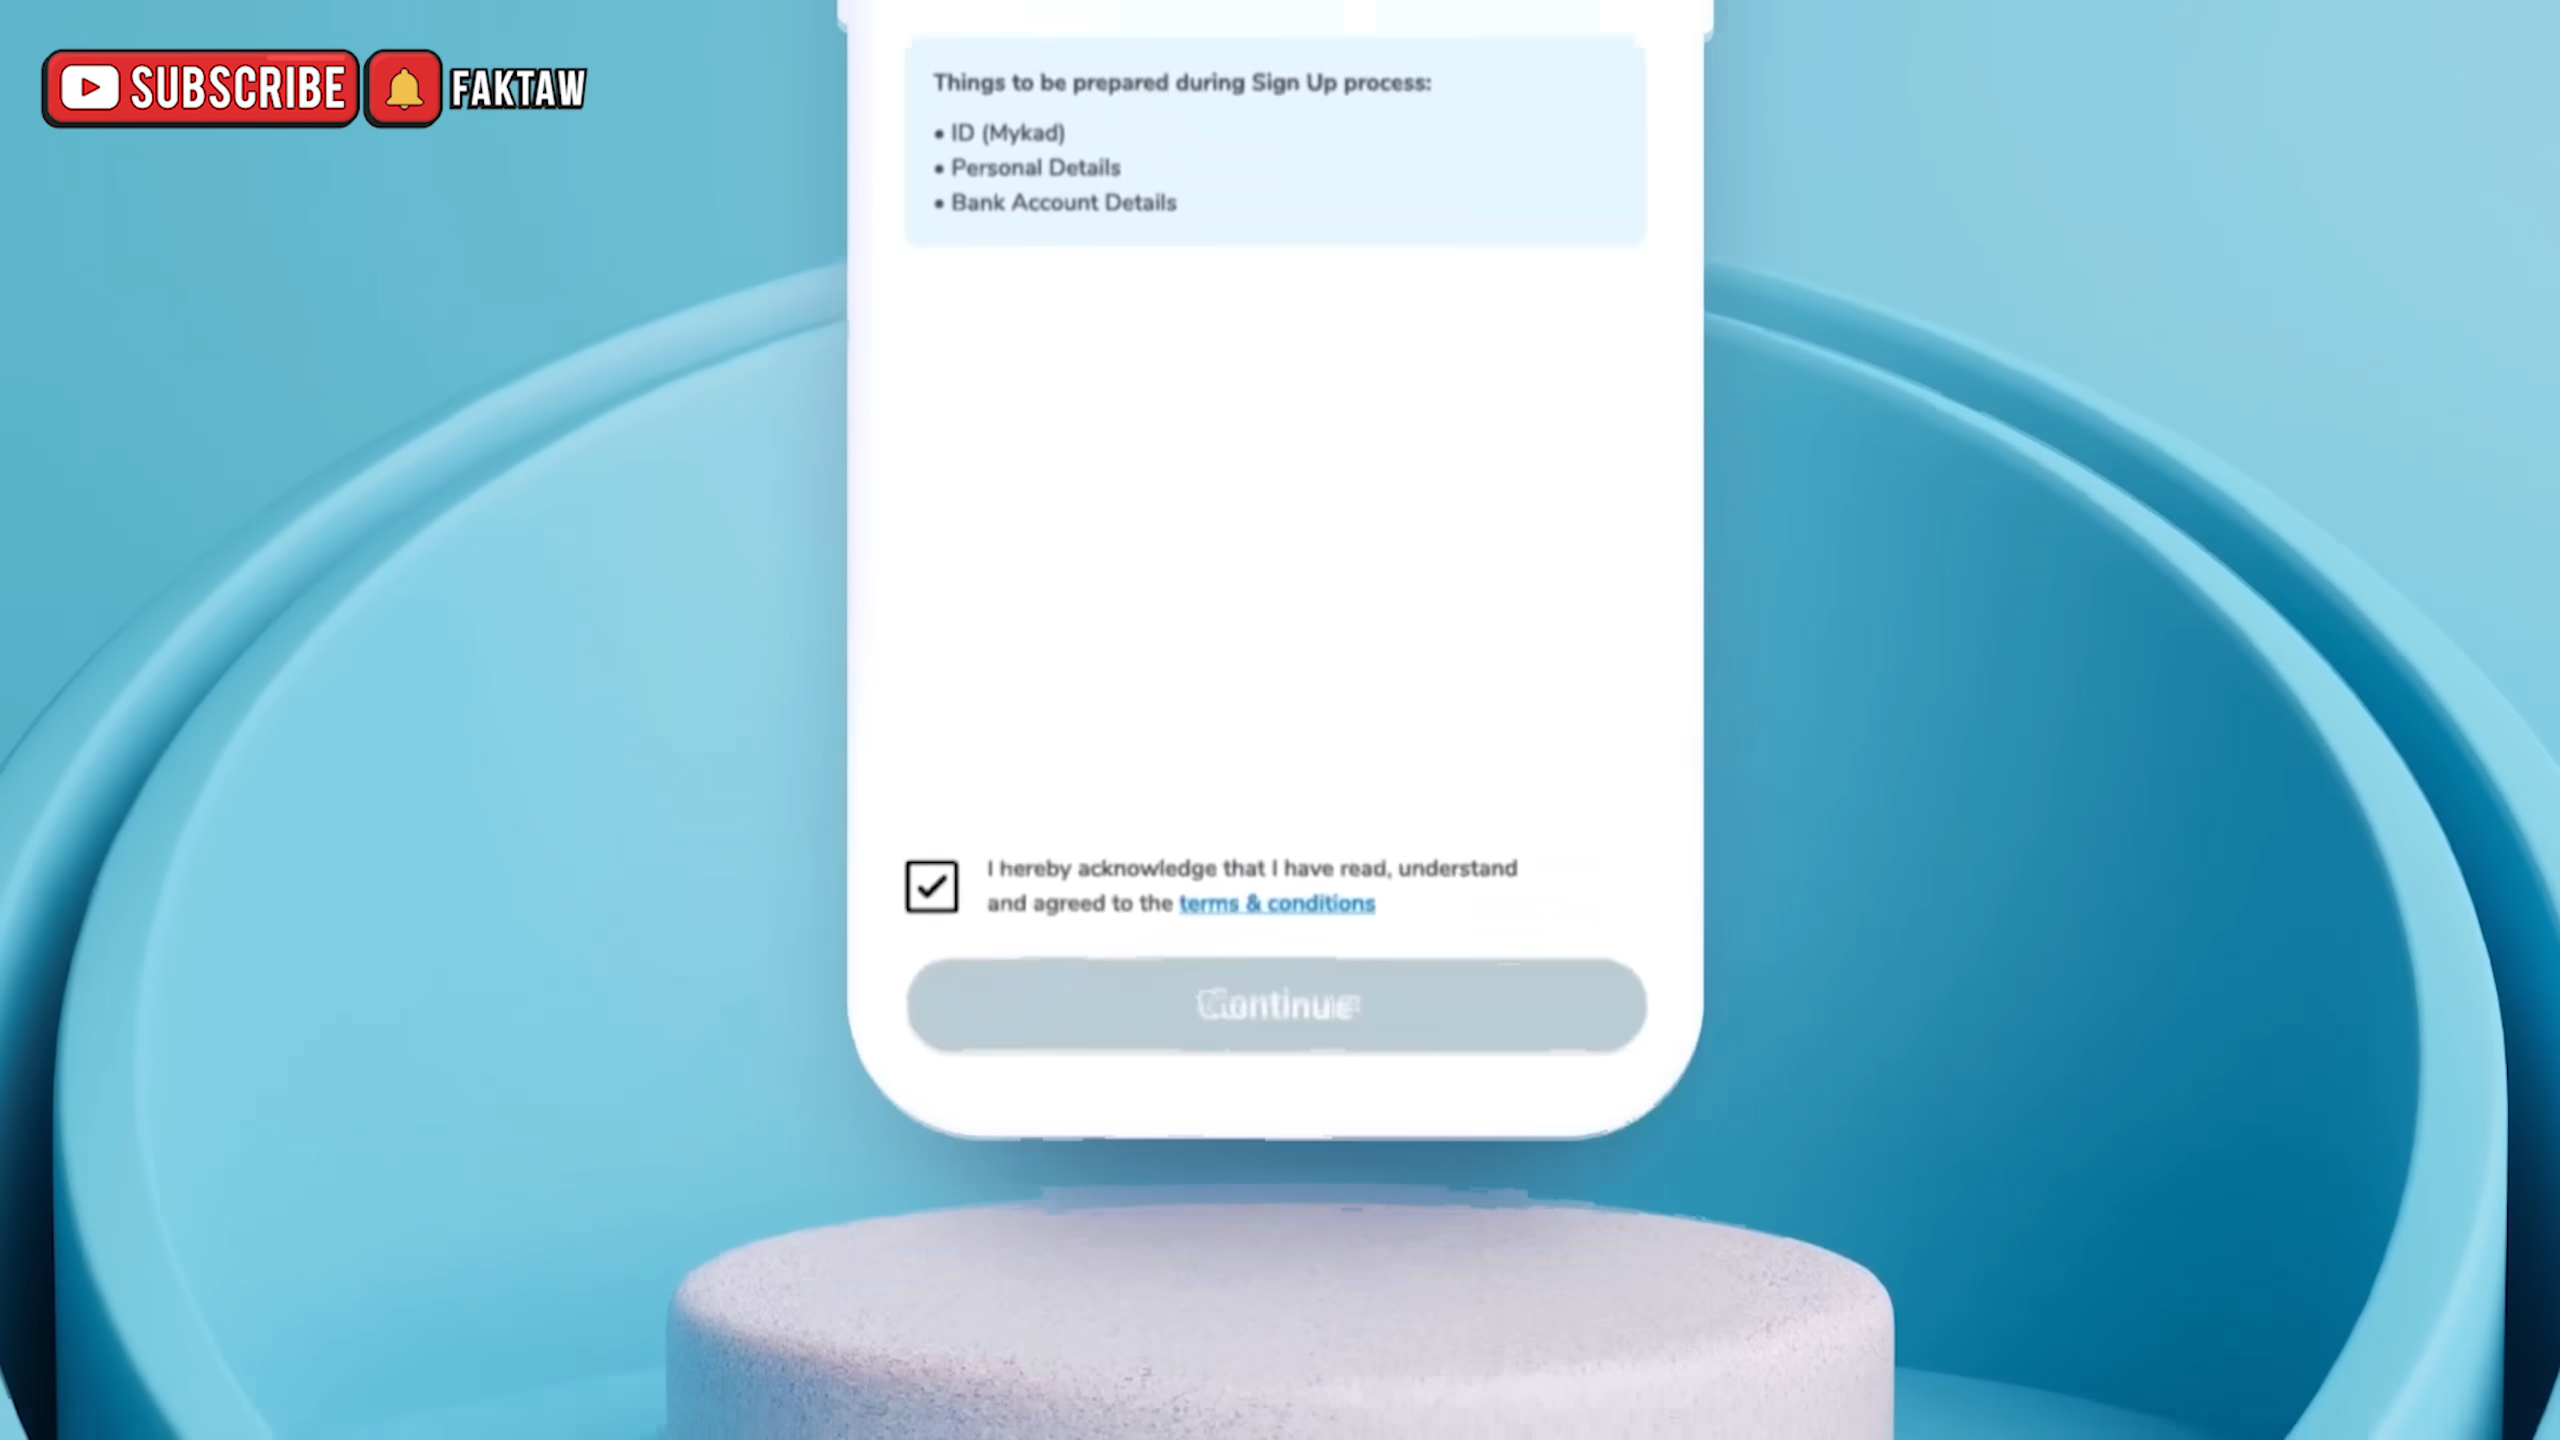 SUBSCRIBE FAKTAW
Things to be prepared during Sign Up process:
• ID (Mykad)
• Personal Details
• Bank Account Details
I hereby acknowledge that I have read, understand
and agreed to the terms & conditions
Continue